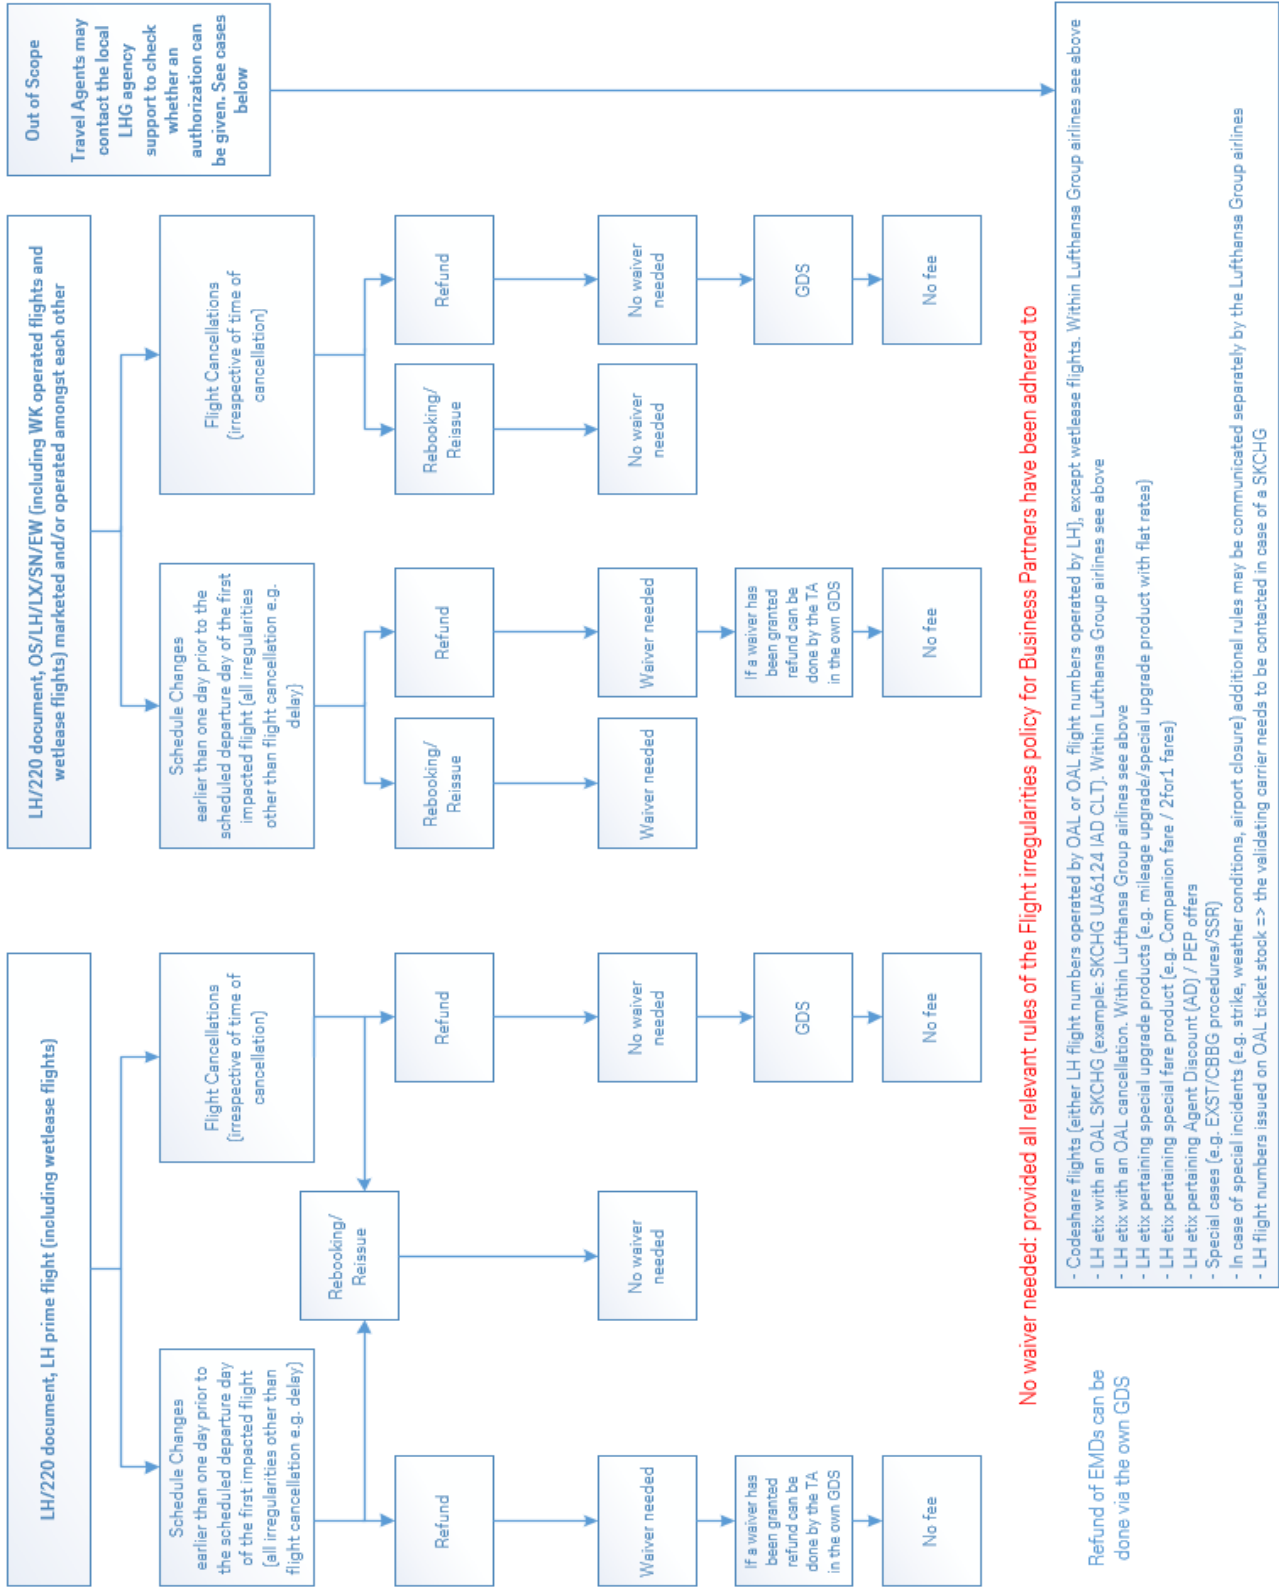 LH/220 document, LH prime flight (including wetlease flights)
Schedule Changes
earlier than one day prior to
the scheduled departure day
of the first impacted flight
(all irregularities other than
flight cancellation e.g. delay)
Flight Cancellations
(irrespective of time of
cancellation)
Rebooking/
Reissue
Refund
Refund
Waiver needed
No waiver
needed
No waiver
needed
If a waiver has
been granted
refund can be
done by the TA
in the own GDS
GDS
No fee
No fee
LH/220 document, OS/LH/LX/SN/EW (including WK operated flights and
wetlease flights) marketed and/or operated amongst each other
Schedule Changes
earlier than one day prior to the
scheduled departure day of the first
impacted flight (all irregularities
other than flight cancellation e.g.
delay)
Flight Cancellations
(irrespective of time of
cancellation)
Rebooking/
Reissue
Refund
Rebooking/
Reissue
Refund
Waiver needed
Waiver needed
No waiver
needed
No waiver
needed
If a waiver has
been granted
refund can be
done by the TA
in the own GDS
GDS
No fee
No fee
Out of Scope
Travel Agents may
contact the local
LHG agency
support to check
whether an
authorization can
be given. See cases
below
No waiver needed: provided all relevant rules of the Flight irregularities policy for Business Partners have been adhered to
Refund of EMDs can be
done via the own GDS
- Codeshare flights (either LH flight numbers operated by OAL or OAL flight numbers operated by LH), except wetlease flights. Within Lufthansa Group airlines see above
- LH etix with an OAL SKCHG (example: SKCHG UA6124 IAD CLT). Within Lufthansa Group airlines see above
- LH etix with an OAL cancellation. Within Lufthansa Group airlines see above
- LH etix pertaining special upgrade products (e.g. mileage upgrade/special upgrade product with flat rates)
- LH etix pertaining special fare product (e.g. Companion fare / 2for1 fares)
- LH etix pertaining Agent Discount (AD) / PEP offers
- Special cases (e.g. EXST/CBBG procedures/SSR)
- In case of special incidents (e.g. strike, weather conditions, airport closure) additional rules may be communicated separately by the Lufthansa Group airlines
- LH flight numbers issued on OAL ticket stock => the validating carrier needs to be contacted in case of a SKCHG